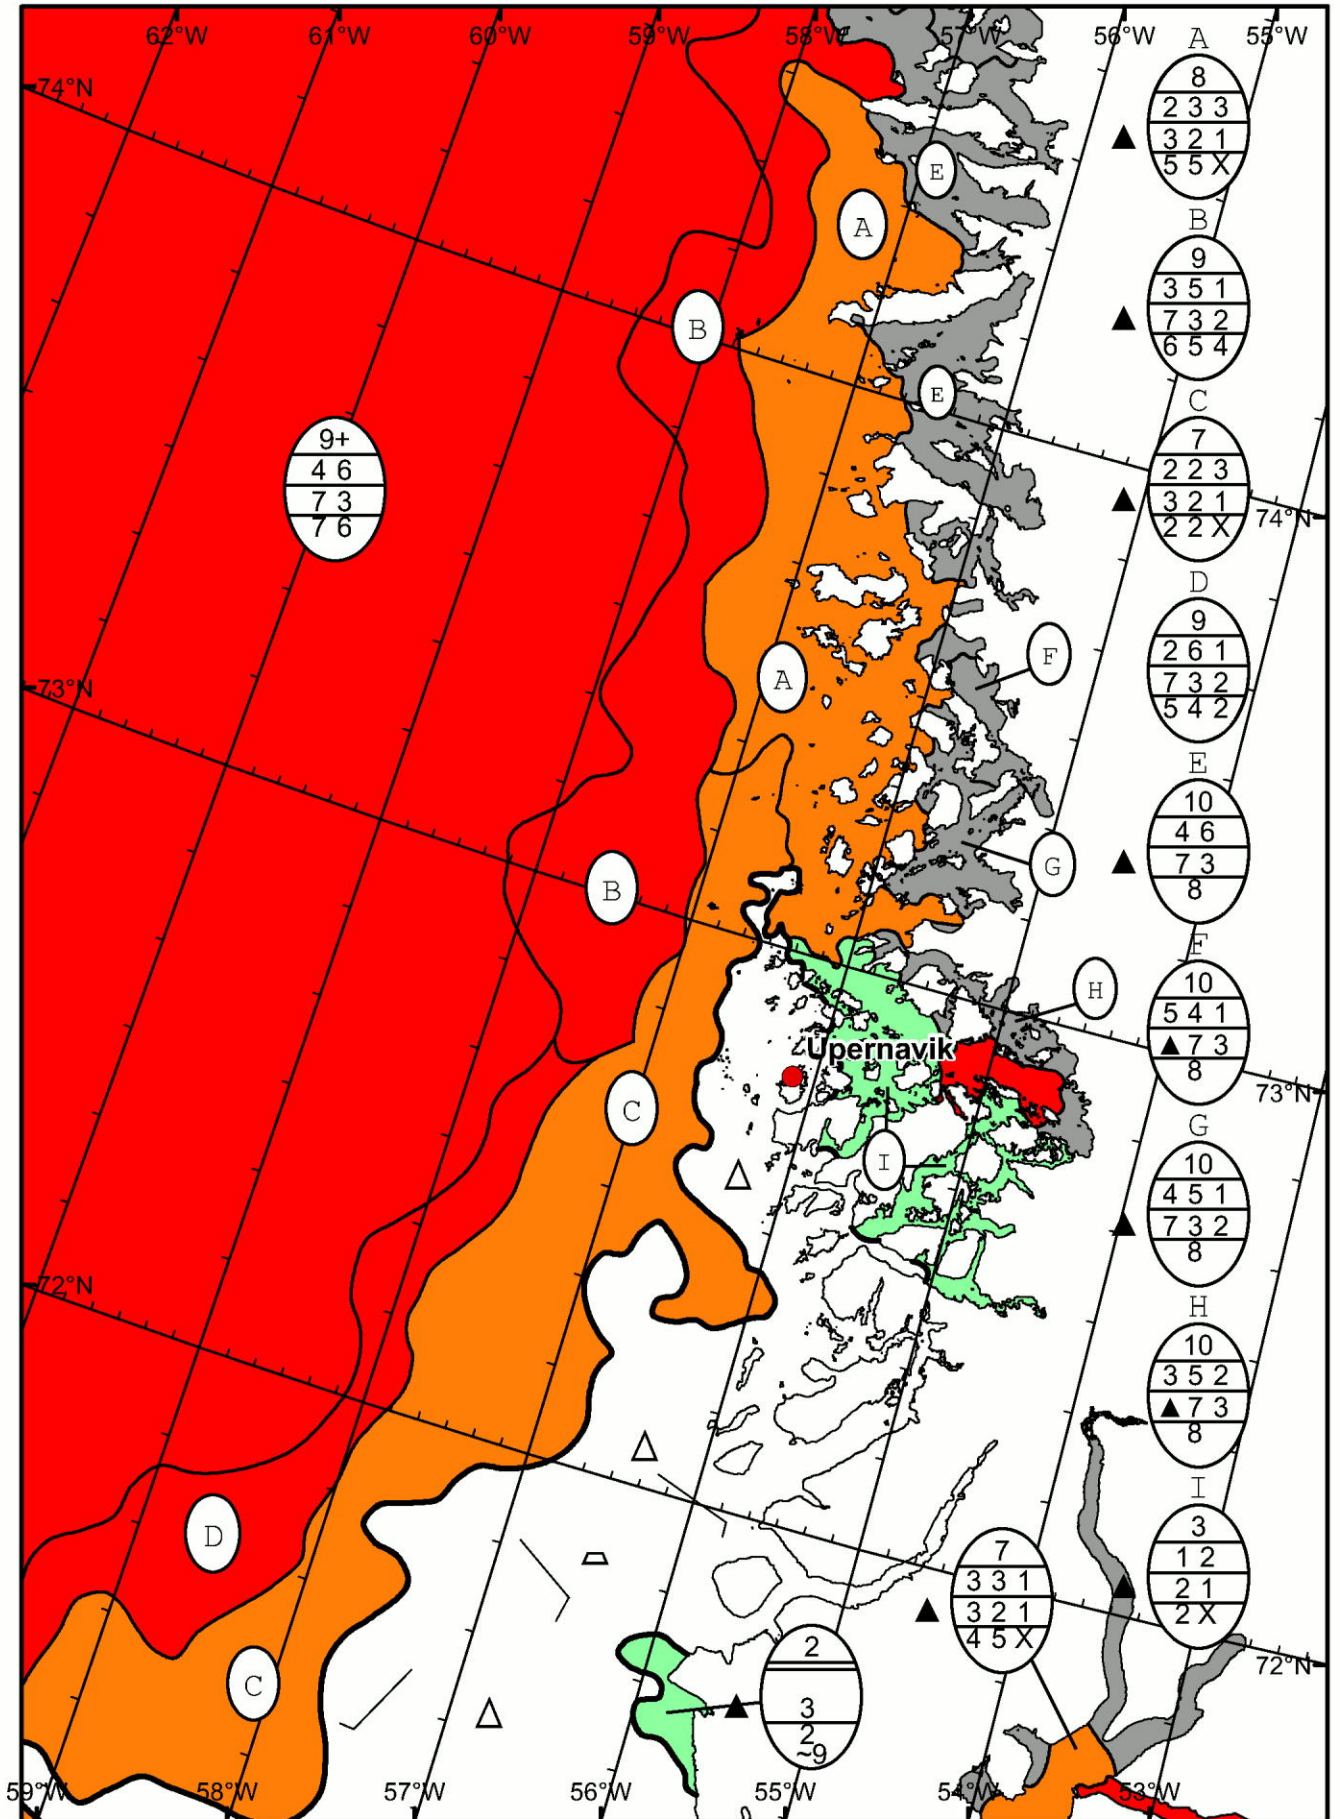 62°W 61°W 60°W 59°W 58°W 57°W 56°W 55°W
74°N
A
8
2 3 3
3 2 1
5 5 X
E
A
B
9
3 5 1
7 3 2
6 5 4
B
E
C
7
2 2 3
3 2 1
2 2 X
9+
4 6
7 3
7 6
74°N
D
9
2 6 1
7 3 2
5 4 2
F
73°N
A
E
10
4 6
7 3
8
G
B
F
10
5 4 1
▲ 7 3
8
H
Upernavik
73°N
C
G
10
4 5 1
7 3 2
8
I
72°N
H
10
3 5 2
▲ 7 3
8
I
3
1 2
2 1
2 X
D
7
3 3 1
3 2 1
4 5 X
2
3
2
~9
72°N
C
59°W 58°W 57°W 56°W 55°W 54°W 53°W